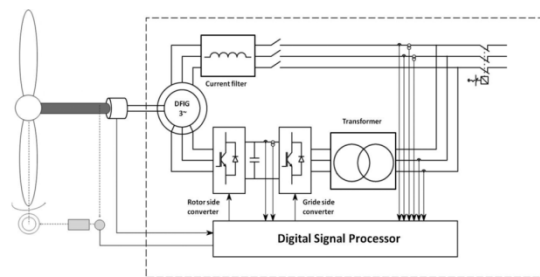 DFIG
3~
Current filter
Transformer
Rotor side
converter
Gride side
converter
Digital Signal Processor